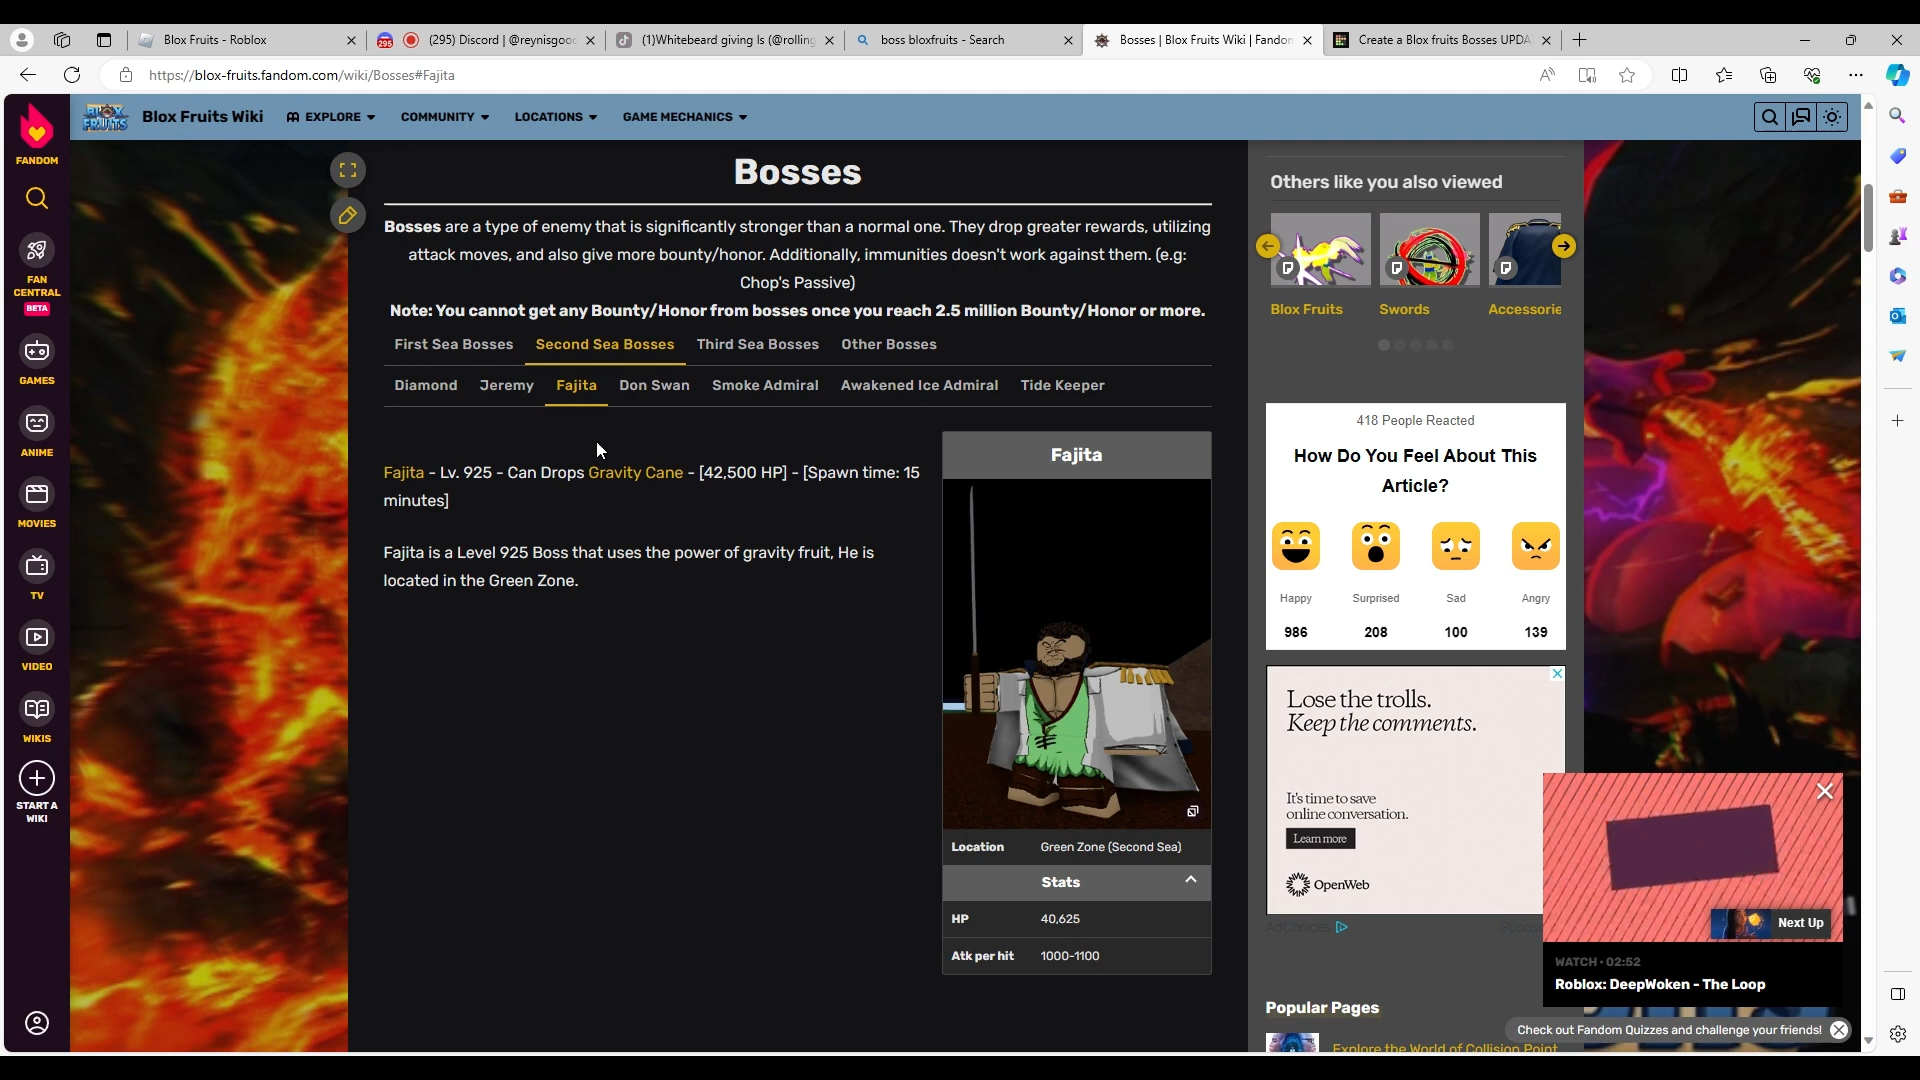 Blox Fruits - Roblox
295
(295) Discord | @reynisgood
(1)Whitebeard giving ls (@rolling
boss bloxfruits - Search
Bosses | Blox Fruits Wiki | Fandom
Create a Blox fruits Bosses UPDA
https://blox-fruits.fandom.com/wiki/Bosses#Fajita
BLOX FRUITS
Blox Fruits Wiki
EXPLORE
COMMUNITY
LOCATIONS
GAME MECHANICS
FANDOM
FAN CENTRAL
BETA
GAMES
ANIME
MOVIES
TV
VIDEO
WIKIS
START A WIKI
Bosses
Bosses are a type of enemy that is significantly stronger than a normal one. They drop greater rewards, utilizing
attack moves, and also give more bounty/honor. Additionally, immunities doesn't work against them. (e.g:
Chop's Passive)
Note: You cannot get any Bounty/Honor from bosses once you reach 2.5 million Bounty/Honor or more.
First Sea Bosses
Second Sea Bosses
Third Sea Bosses
Other Bosses
Diamond
Jeremy
Fajita
Don Swan
Smoke Admiral
Awakened Ice Admiral
Tide Keeper
Fajita - Lv. 925 - Can Drops Gravity Cane - [42,500 HP] - [Spawn time: 15
minutes]
Fajita is a Level 925 Boss that uses the power of gravity fruit, He is
located in the Green Zone.
Fajita
Location Green Zone (Second Sea)
Stats
HP 40,625
Atk per hit 1000-1100
Others like you also viewed
Blox Fruits
Swords
Accessorie
418 People Reacted
How Do You Feel About This
Article?
Happy
Surprised
Sad
Angry
986
208
100
139
Lose the trolls.
Keep the comments.
It's time to save
online conversation.
Learn more
OpenWeb
AdChoices
Next Up
WATCH • 02:52
Roblox: DeepWoken - The Loop
Popular Pages
Check out Fandom Quizzes and challenge your friends!
Explore the World of Collision Point